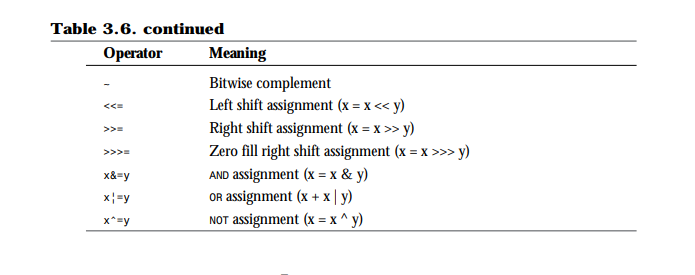 Table 3.6. continued
Operator Meaning
– Bitwise complement
<<= Left shift assignment (x = x << y)
>>= Right shift assignment (x = x >> y)
>>>= Zero fill right shift assignment (x = x >>> y)
x&=y AND assignment (x = x & y)
x¦=y OR assignment (x + x | y)
x^=y NOT assignment (x = x ^ y)